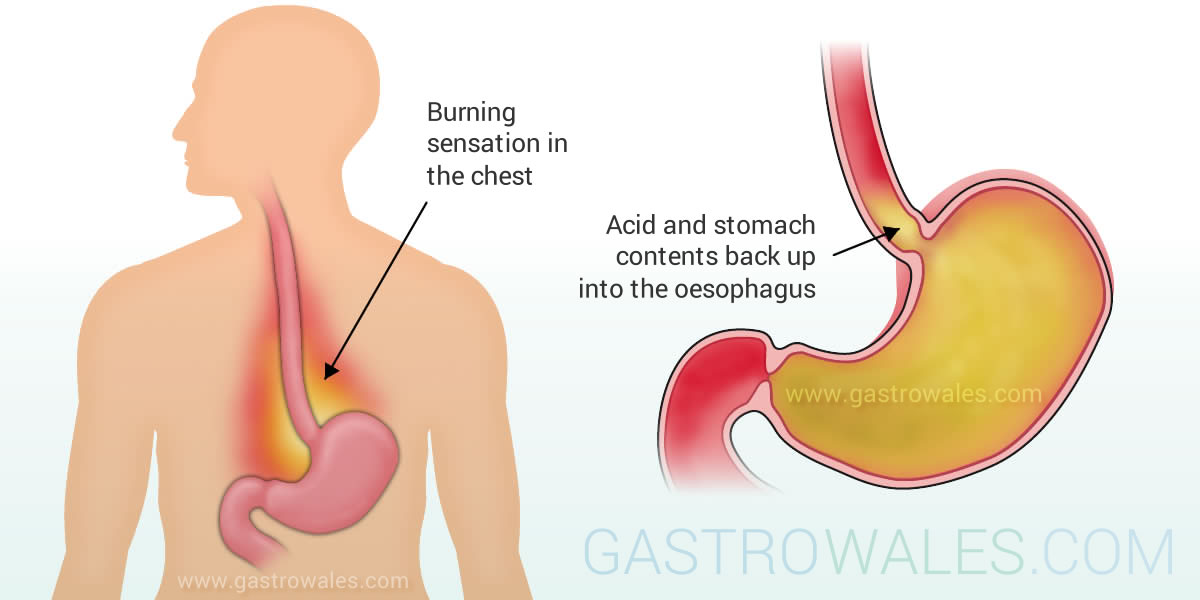 Burning
sensation in
the chest
Acid and stomach
contents back up
into the oesophagus
www.gastrowales.com
www.gastrowales.com
GASTROWALES.COM